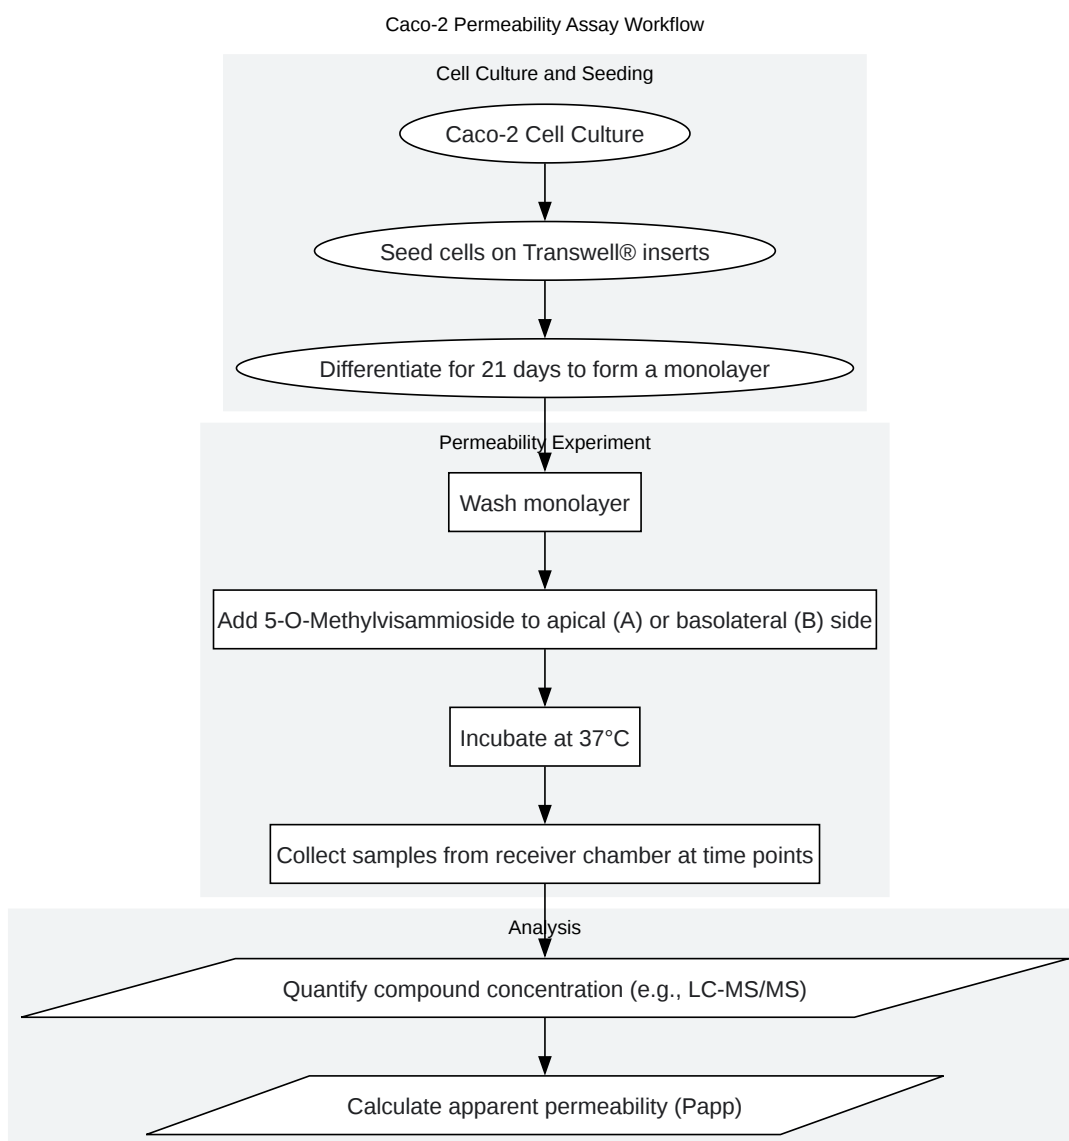 Caco-2 Permeability Assay Workflow
Cell Culture and Seeding
Caco-2 Cell Culture
Seed cells on Transwell® inserts
Differentiate for 21 days to form a monolayer
Permeability Experiment
Wash monolayer
Add 5-O-Methylvisammioside to apical (A) or basolateral (B) side
Incubate at 37°C
Collect samples from receiver chamber at time points
Analysis
Quantify compound concentration (e.g., LC-MS/MS)
Calculate apparent permeability (Papp)